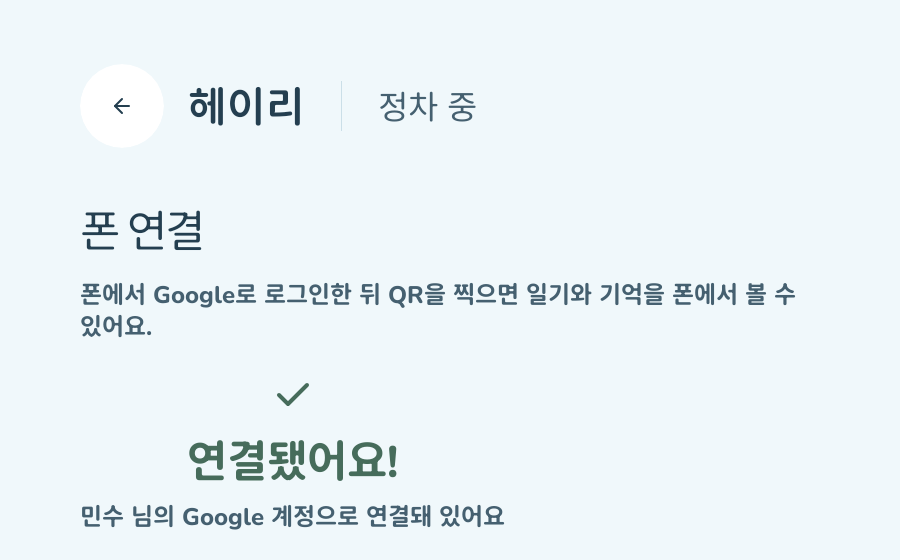 헤이리
정차 중
폰 연결
폰에서 Google로 로그인한 뒤 QR을 찍으면 일기와 기억을 폰에서 볼 수
있어요.
연결됐어요!
민수 님의 Google 계정으로 연결돼 있어요